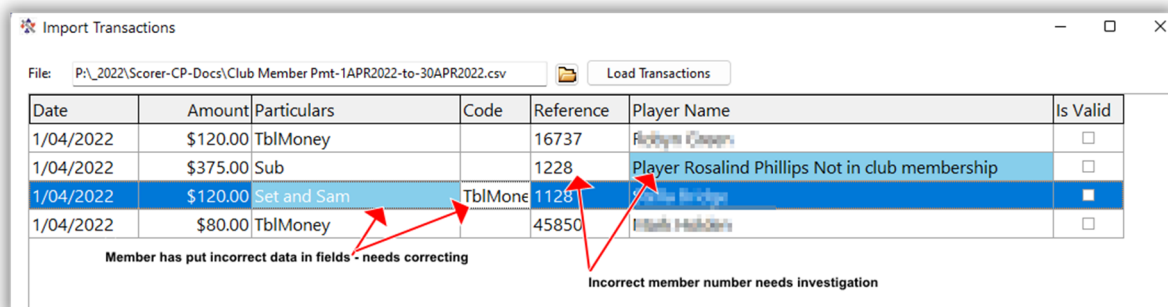 Import Transactions
File: P:\_2022\Scorer-CP-Docs\Club Member Pmt-1APR2022-to-30APR2022.csv Load Transactions
Date Amount Particulars Code Reference Player Name Is Valid
1/04/2022 $120.00 TblMoney 16737
1/04/2022 $375.00 Sub 1228 Player Rosalind Phillips Not in club membership
1/04/2022 $120.00 Set and Sam TblMone 1128
1/04/2022 $80.00 TblMoney 45850
Member has put incorrect data in fields - needs correcting
Incorrect member number needs investigation